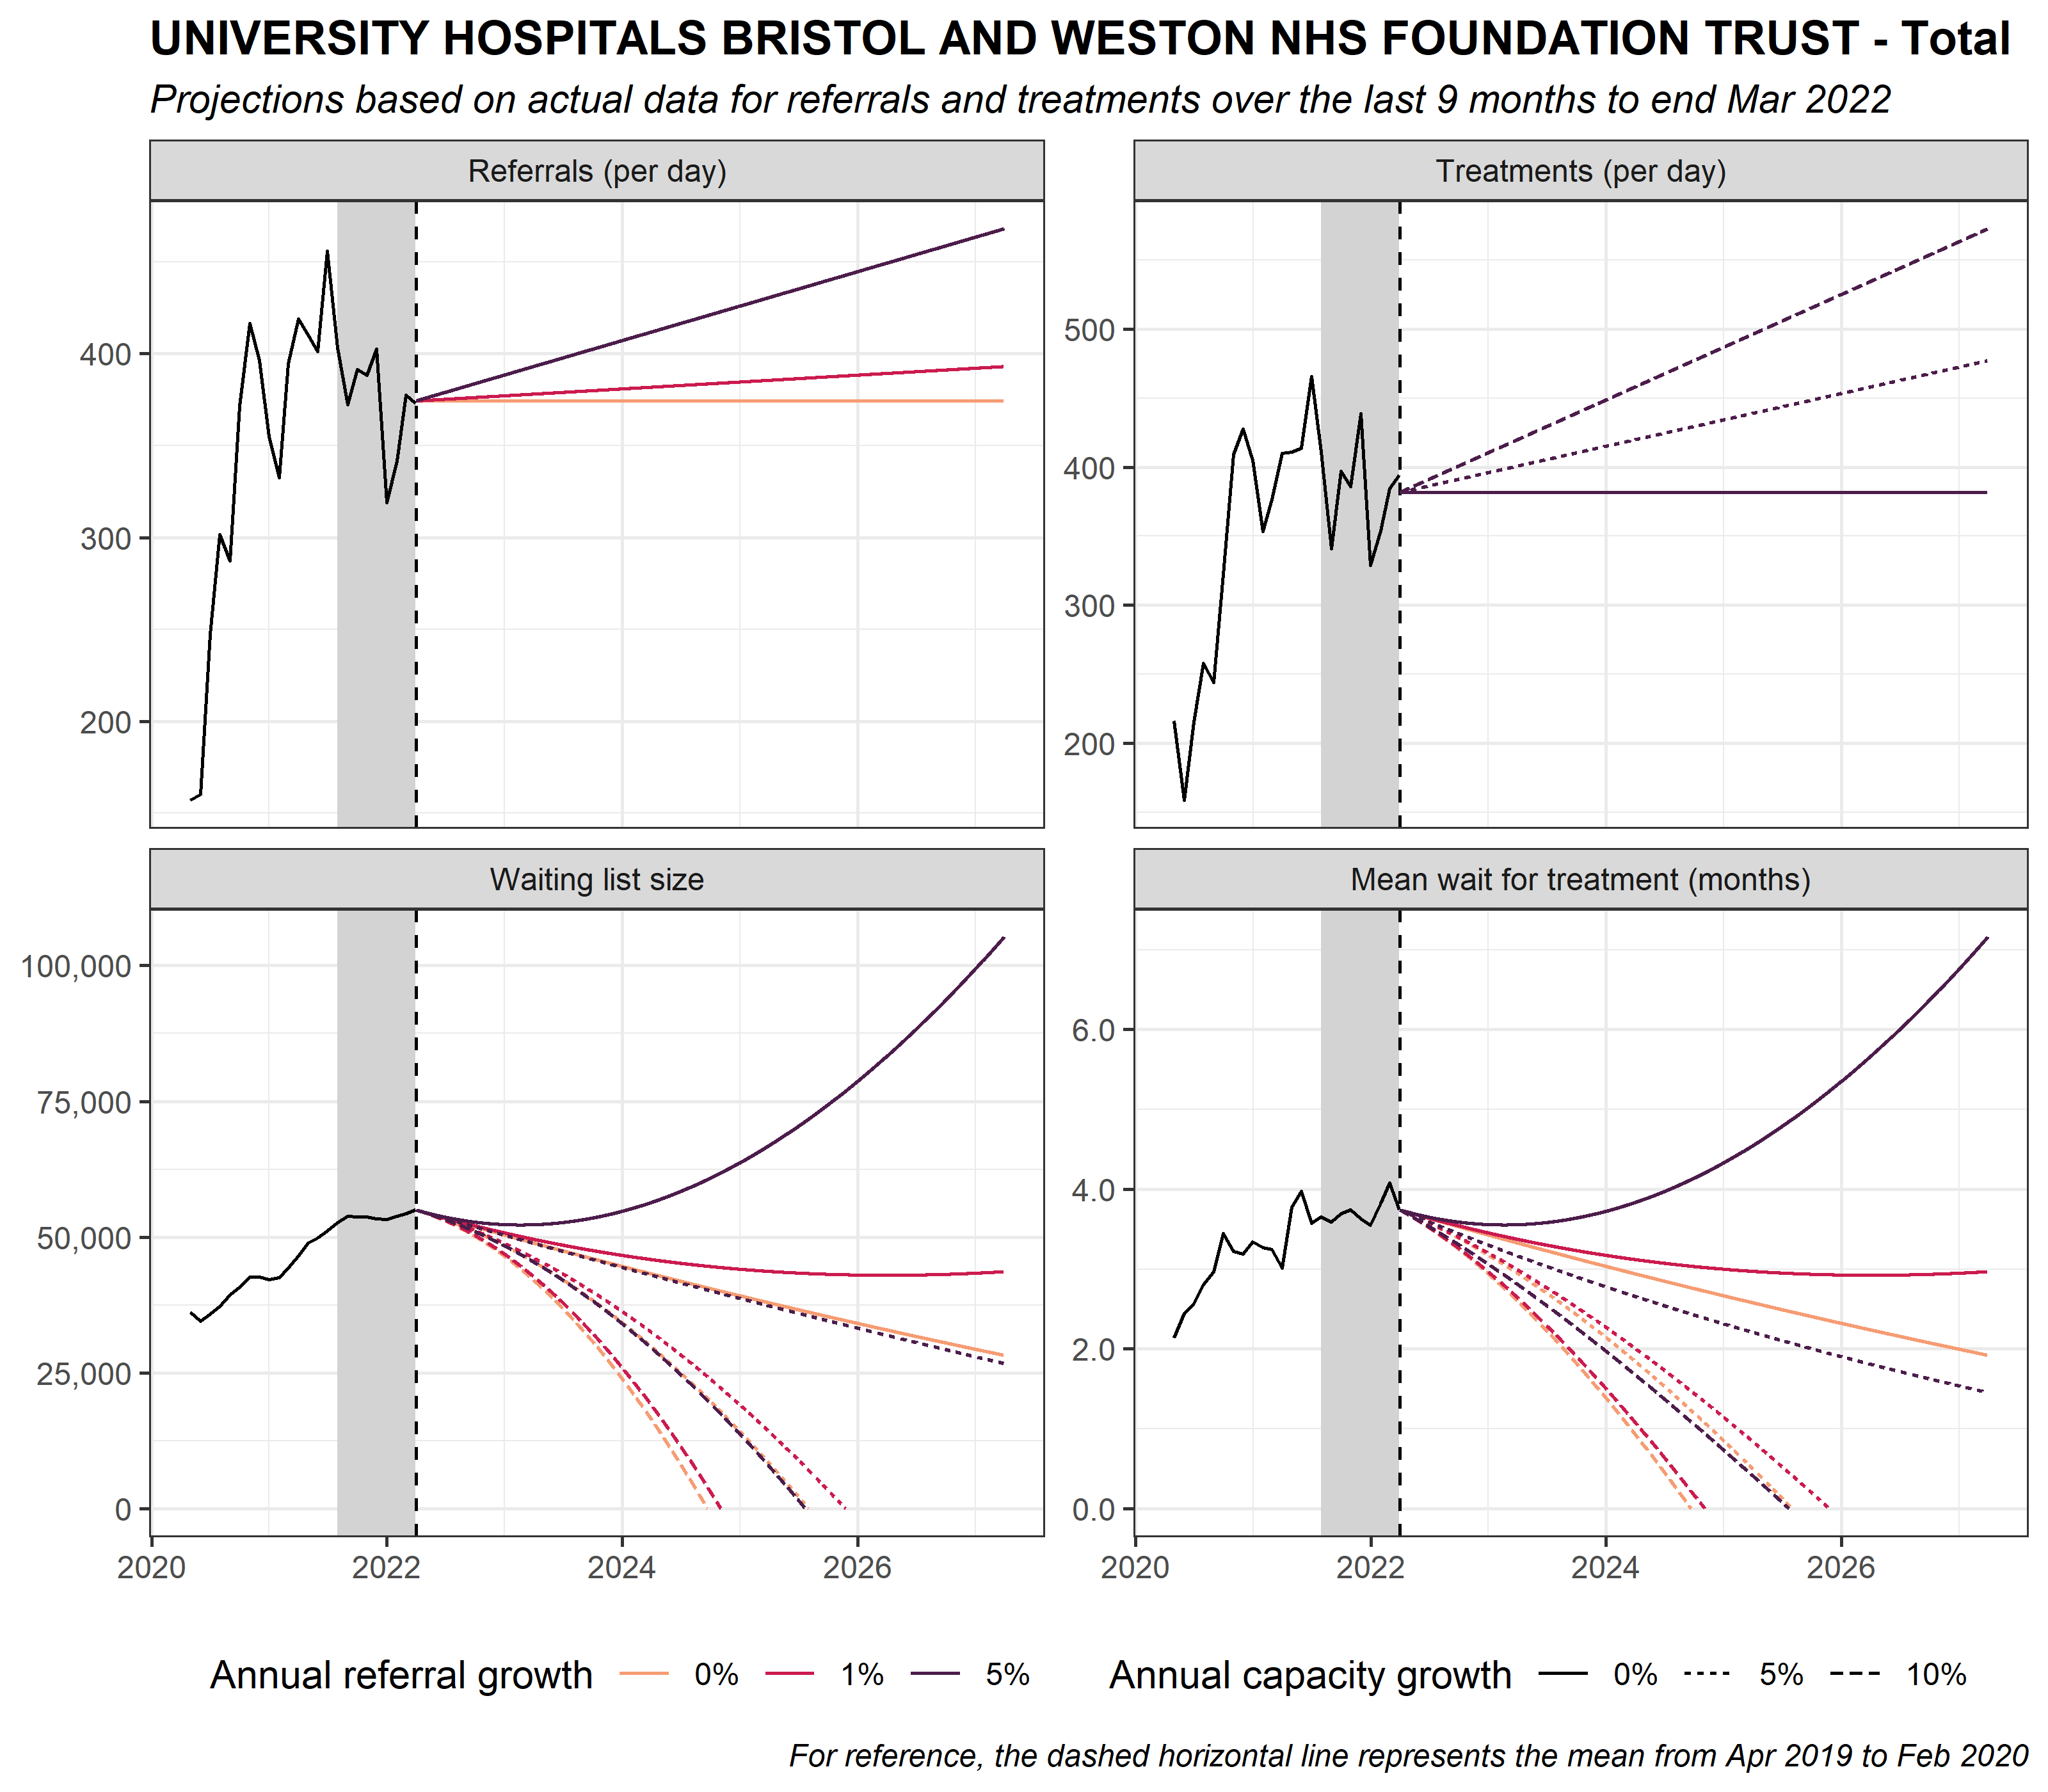 UNIVERSITY HOSPITALS BRISTOL AND WESTON NHS FOUNDATION TRUST - Total
Projections based on actual data for referrals and treatments over the last 9 months to end Mar 2022
Referrals (per day)
400
300
200
Treatments (per day)
500
400
300
200
Waiting list size
100,000
75,000
50,000
25,000
0
2020 2022 2024 2026
Mean wait for treatment (months)
6.0
4.0
2.0
0.0
2020 2022 2024 2026
Annual referral growth 0% 1% 5%
Annual capacity growth 0% 5% 10%
For reference, the dashed horizontal line represents the mean from Apr 2019 to Feb 2020